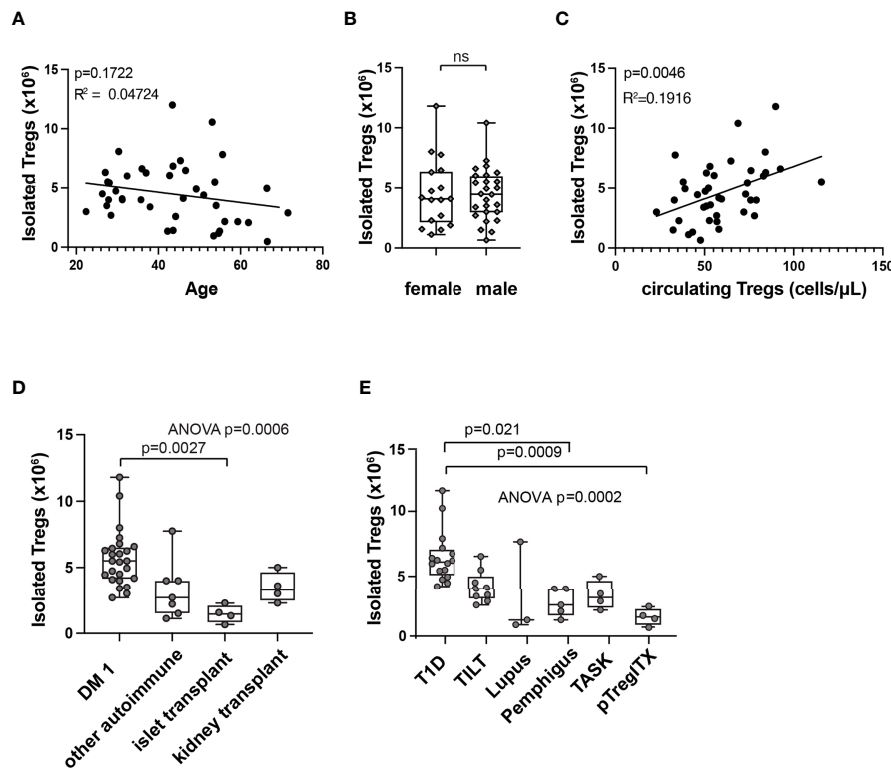 A
Isolated Tregs (x10⁶)
15
10
5
0
p=0.1722
R² = 0.04724
20 40 60 80
Age
B
Isolated Tregs (x10⁶)
15
10
5
0
ns
female male
C
Isolated Tregs (x10⁶)
15
10
5
0
p=0.0046
R²=0.1916
0 50 100 150
circulating Tregs (cells/µL)
D
Isolated Tregs (x10⁶)
15
10
5
0
ANOVA p=0.0006
p=0.0027
DM 1
other autoimmune
islet transplant
kidney transplant
E
Isolated Tregs (x10⁶)
15
10
5
0
p=0.021
p=0.0009
ANOVA p=0.0002
T1D
TILT
Lupus
Pemphigus
TASK
pTregITX